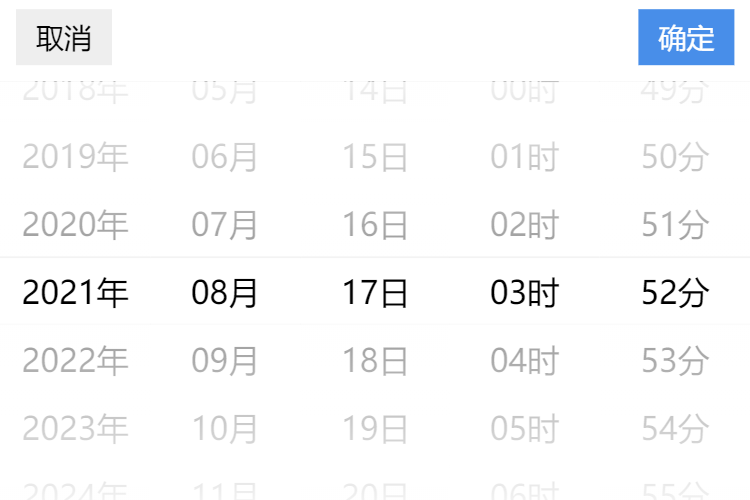 取消 确定
2018年 05月 14日 00时 49分
2019年 06月 15日 01时 50分
2020年 07月 16日 02时 51分
2021年 08月 17日 03时 52分
2022年 09月 18日 04时 53分
2023年 10月 19日 05时 54分
2024年 11月 20日 06时 55分